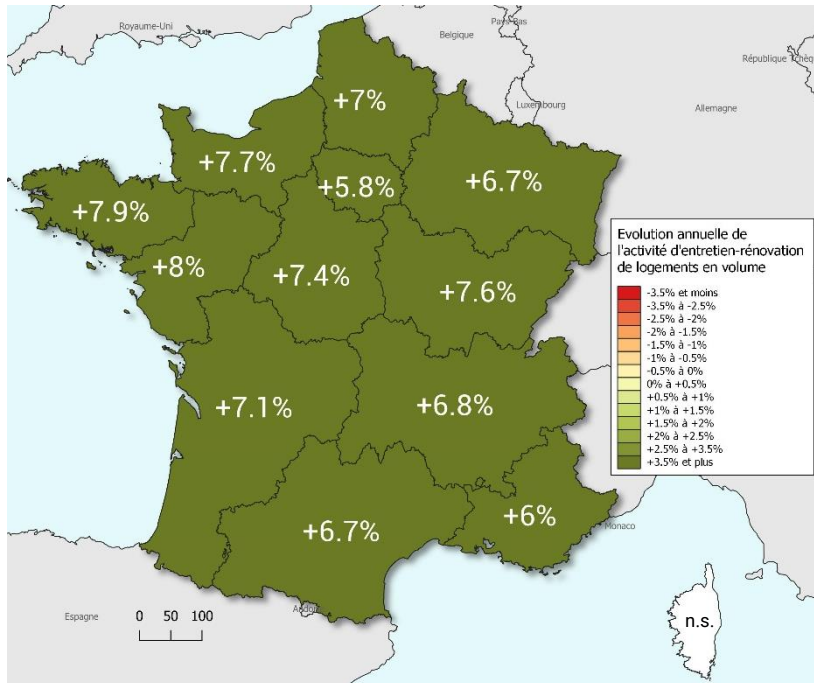 Royaume-Uni
Pays-Bas
Belgique
République Tchèque
Luxembourg
Allemagne
+7%
+7.7%
+5.8%
+6.7%
+7.9%
+8%
+7.4%
+7.6%
+7.1%
+6.8%
+6.7%
+6%
Monaco
Espagne
Andorre
0 50 100
n.s.
Evolution annuelle de
l'activité d'entretien-rénovation
de logements en volume
-3.5% et moins
-3.5% à -2.5%
-2.5% à -2%
-2% à -1.5%
-1.5% à -1%
-1% à -0.5%
-0.5% à 0%
0% à +0.5%
+0.5% à +1%
+1% à +1.5%
+1.5% à +2%
+2% à +2.5%
+2.5% à +3.5%
+3.5% et plus